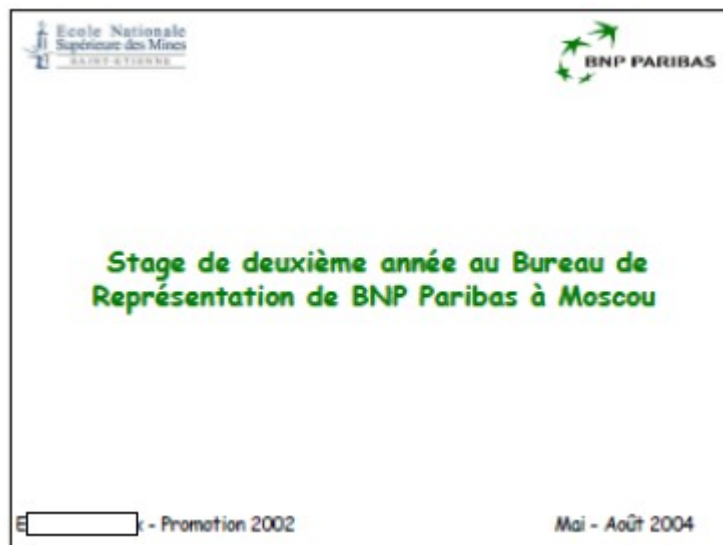 Ecole Nationale
Supérieure des Mines
SAINT-ETIENNE
BNP PARIBAS
Stage de deuxième année au Bureau de
Représentation de BNP Paribas à Moscou
- Promotion 2002
Mai - Août 2004